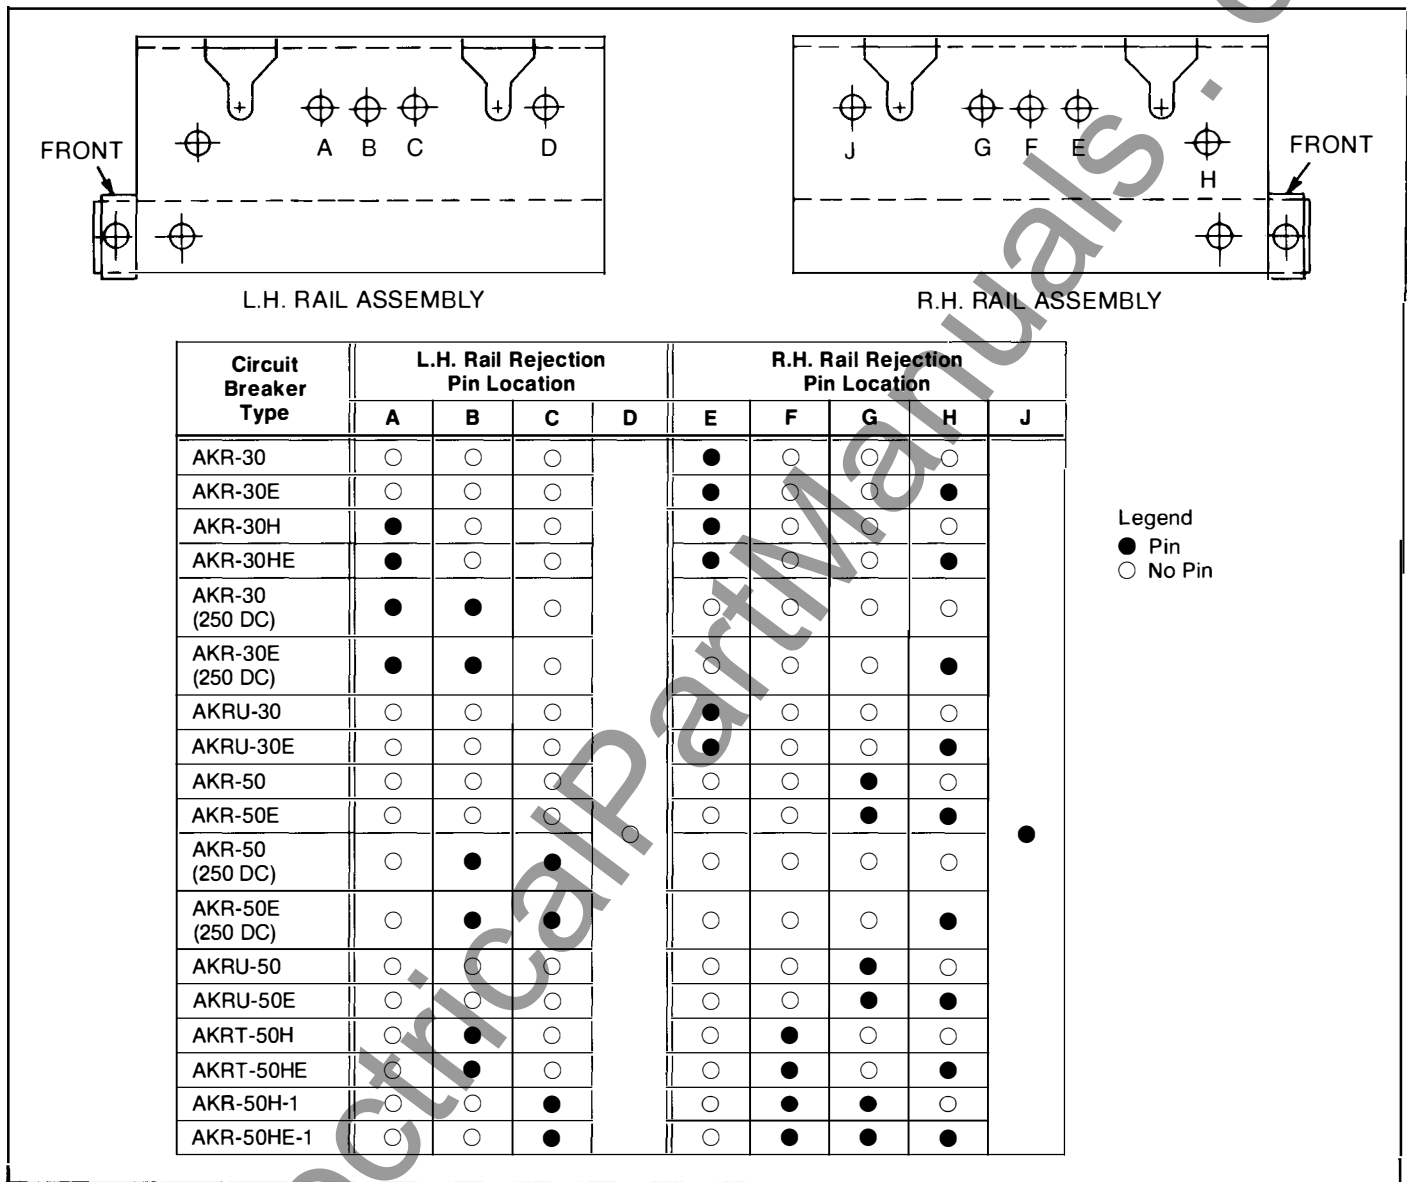 FRONT
A B C D
L.H. RAIL ASSEMBLY
J G F E H
FRONT
R.H. RAIL ASSEMBLY
Circuit Breaker Type
L.H. Rail Rejection Pin Location
R.H. Rail Rejection Pin Location
A B C D E F G H J
AKR-30 ○ ○ ○ ● ○ ○ ○
AKR-30E ○ ○ ○ ● ○ ○ ●
AKR-30H ● ○ ○ ● ○ ○ ○
AKR-30HE ● ○ ○ ● ○ ○ ●
AKR-30 (250 DC) ● ● ○ ○ ○ ○ ○
AKR-30E (250 DC) ● ● ○ ○ ○ ○ ●
AKRU-30 ○ ○ ○ ● ○ ○ ○
AKRU-30E ○ ○ ○ ● ○ ○ ●
AKR-50 ○ ○ ○ ○ ○ ● ○
AKR-50E ○ ○ ○ ○ ○ ● ●
○ ●
AKR-50 (250 DC) ○ ● ● ○ ○ ○ ○
AKR-50E (250 DC) ○ ● ● ○ ○ ○ ●
AKRU-50 ○ ○ ○ ○ ○ ● ○
AKRU-50E ○ ○ ○ ○ ○ ● ●
AKRT-50H ○ ● ○ ○ ● ○ ○
AKRT-50HE ○ ● ○ ○ ● ○ ●
AKR-50H-1 ○ ○ ● ○ ● ● ○
AKR-50HE-1 ○ ○ ● ○ ● ● ●
Legend
● Pin
○ No Pin
ctricalPartManuals.